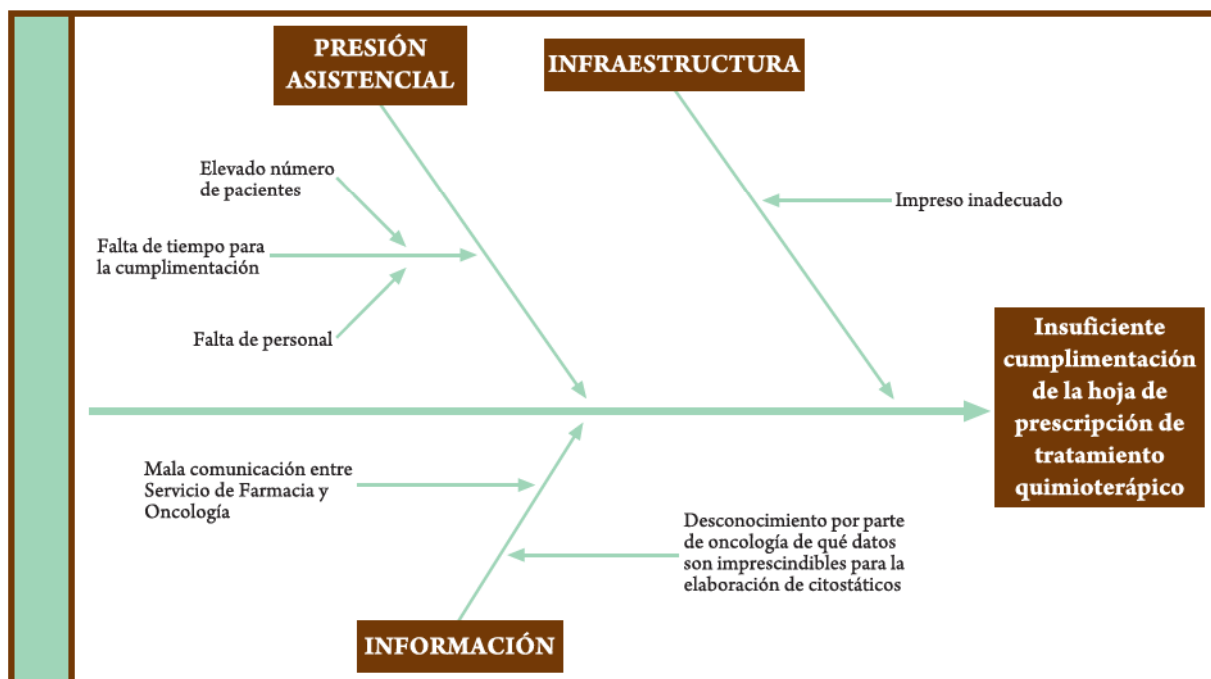 PRESIÓN
ASISTENCIAL
INFRAESTRUCTURA
Elevado número
de pacientes
Impreso inadecuado
Falta de tiempo para
la cumplimentación
Falta de personal
Insuficiente
cumplimentación
de la hoja de
prescripción de
tratamiento
quimioterápico
Mala comunicación entre
Servicio de Farmacia y
Oncología
Desconocimiento por parte
de oncología de qué datos
son imprescindibles para la
elaboración de citostáticos
INFORMACIÓN